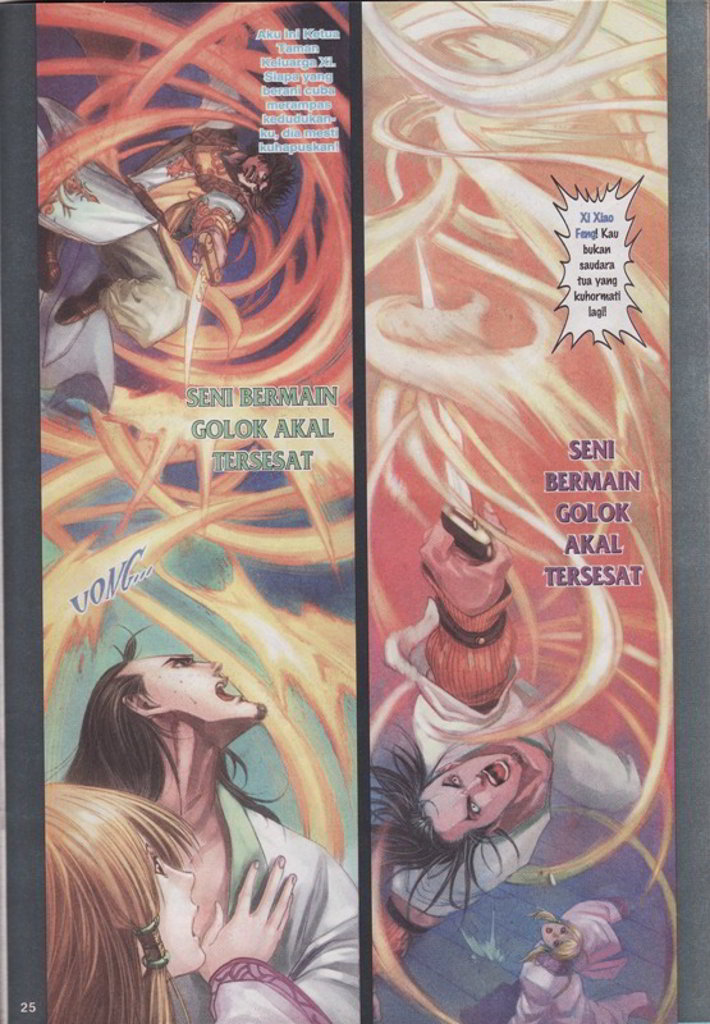 Aku ini Ketua
Taman
Keluarga Xi.
Siapa yang
berani cuba
merampas
kedudukan-
ku, dia mesti
kuhapuskan!
SENI BERMAIN
GOLOK AKAL
TERSESAT
UONG...
25
Xi Xiao
Feng! Kau
bukan
saudara
tua yang
kuhormati
lagi!
SENI
BERMAIN
GOLOK
AKAL
TERSESAT